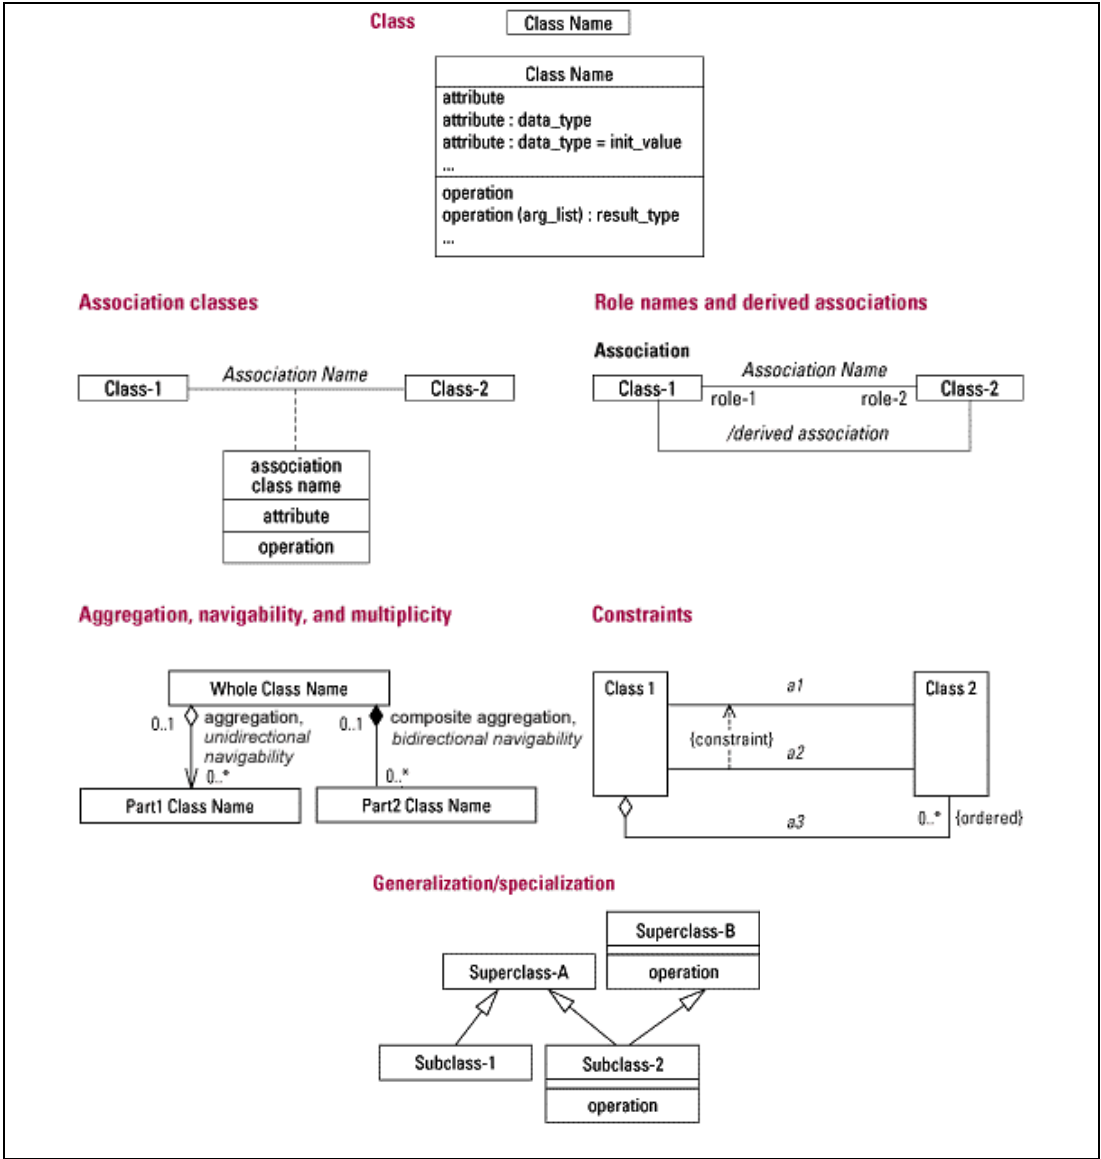 Class
Class Name
Class Name
attribute
attribute : data_type
attribute : data_type = init_value
...
operation
operation (arg_list) : result_type
...
Association classes
Class-1
Association Name
Class-2
association
class name
attribute
operation
Role names and derived associations
Association
Class-1
Association Name
Class-2
role-1
role-2
/derived association
Aggregation, navigability, and multiplicity
Whole Class Name
0..1
aggregation,
unidirectional
navigability
0..1
composite aggregation,
bidirectional navigability
0..*
0..*
Part1 Class Name
Part2 Class Name
Constraints
Class 1
a1
Class 2
{constraint}
a2
a3
0..*
{ordered}
Generalization/specialization
Superclass-A
Superclass-B
operation
Subclass-1
Subclass-2
operation